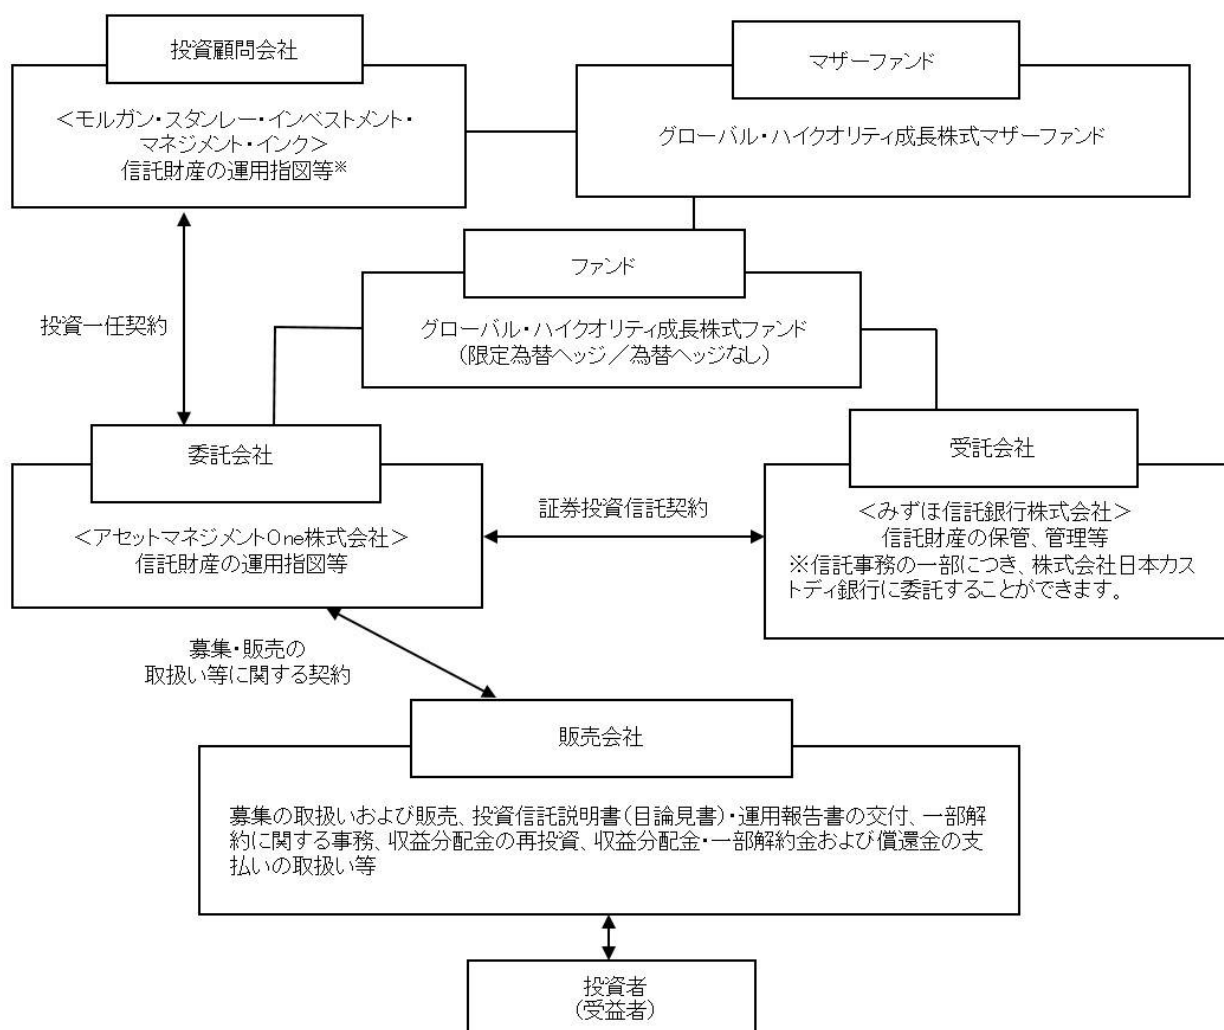 投資顧問会社
<モルガン・スタンレー・インベストメント・
マネジメント・インク>
信託財産の運用指図等※
マザーファンド
グローバル・ハイクオリティ成長株式マザーファンド
ファンド
グローバル・ハイクオリティ成長株式ファンド
(限定為替ヘッジ/為替ヘッジなし)
投資一任契約
委託会社
<アセットマネジメントOne株式会社>
信託財産の運用指図等
証券投資信託契約
受託会社
<みずほ信託銀行株式会社>
信託財産の保管、管理等
※信託事務の一部につき、株式会社日本カス
トディ銀行に委託することができます。
募集・販売の
取扱い等に関する契約
販売会社
募集の取扱いおよび販売、投資信託説明書(目論見書)・運用報告書の交付、一部解
約に関する事務、収益分配金の再投資、収益分配金・一部解約金および償還金の支
払いの取扱い等
投資者
(受益者)